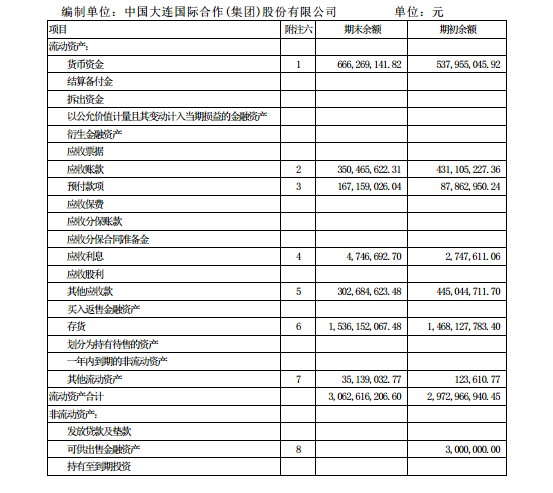 编制单位：中国大连国际合作(集团)股份有限公司 单位：元
项目 附注六 期末余额 期初余额
流动资产：
货币资金 1 666,269,141.82 537,955,045.92
结算备付金
拆出资金
以公允价值计量且其变动计入当期损益的金融资产
衍生金融资产
应收票据
应收账款 2 350,465,622.31 431,105,227.36
预付款项 3 167,159,026.04 87,862,950.24
应收保费
应收分保账款
应收分保合同准备金
应收利息 4 4,746,692.70 2,747,611.06
应收股利
其他应收款 5 302,684,623.48 445,044,711.70
买入返售金融资产
存货 6 1,536,152,067.48 1,468,127,783.40
划分为持有待售的资产
一年内到期的非流动资产
其他流动资产 7 35,139,032.77 123,610.77
流动资产合计 3,062,616,206.60 2,972,966,940.45
非流动资产：
发放贷款及垫款
可供出售金融资产 8 3,000,000.00
持有至到期投资